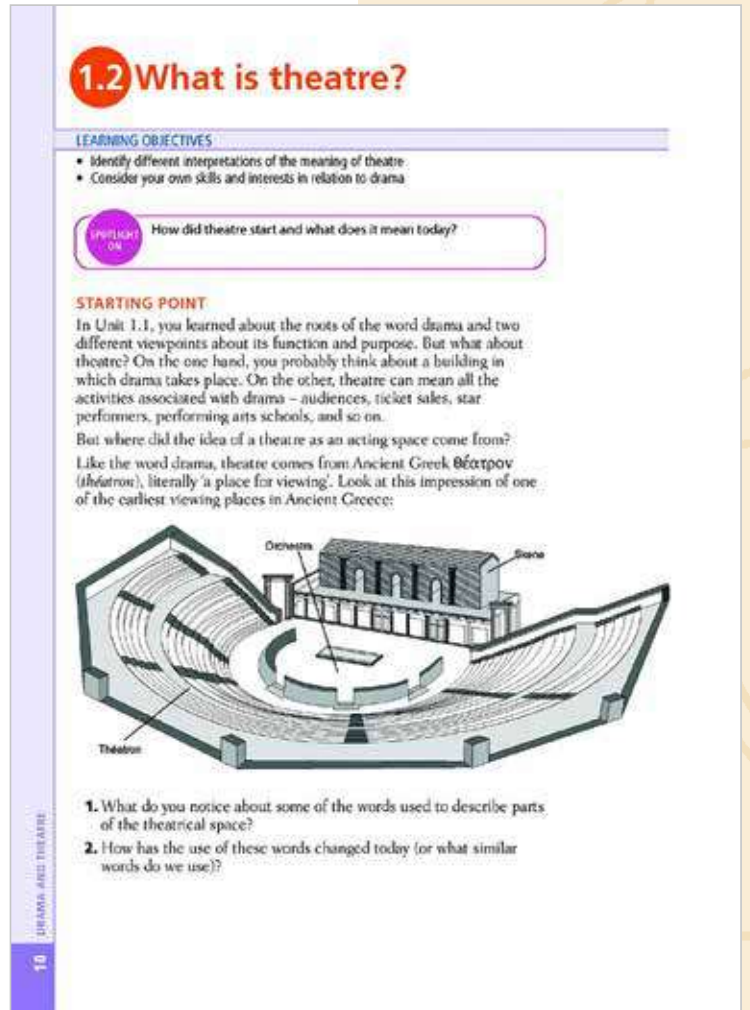 1.2 What is theatre?
LEARNING OBJECTIVES
• Identify different interpretations of the meaning of theatre
• Consider your own skills and interests in relation to drama
SPOTLIGHT
ON
How did theatre start and what does it mean today?
STARTING POINT
In Unit 1.1, you learned about the roots of the word drama and two
different viewpoints about its function and purpose. But what about
theatre? On the one hand, you probably think about a building in
which drama takes place. On the other, theatre can mean all the
activities associated with drama – audiences, ticket sales, star
performers, performing arts schools, and so on.
But where did the idea of a theatre as an acting space come from?
Like the word drama, theatre comes from Ancient Greek θέατρον
(théatron), literally 'a place for viewing'. Look at this impression of one
of the earliest viewing places in Ancient Greece:
Orchestra
Skene
Théatron
1. What do you notice about some of the words used to describe parts
of the theatrical space?
2. How has the use of these words changed today (or what similar
words do we use)?
DRAMA AND THEATRE
10